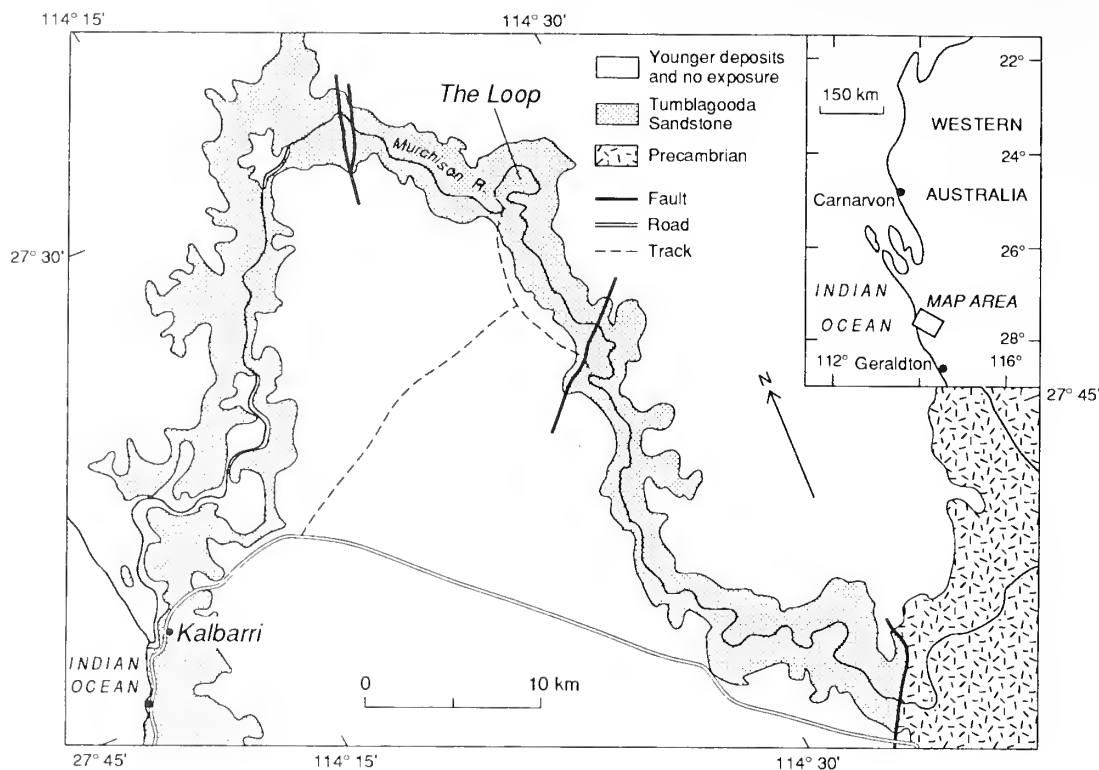 114° 15'
114° 30'
Younger deposits
and no exposure
Tumblagooda
Sandstone
Precambrian
Fault
Road
Track
The Loop
Murchison R.
27° 30'
150 km
22°
WESTERN
24°
Carnarvon
AUSTRALIA
26°
INDIAN
OCEAN
MAP AREA
28°
112°
Geraldton
116°
27° 45'
N
Kalbarri
INDIAN
OCEAN
0
10 km
27° 45'
114° 15'
114° 30'